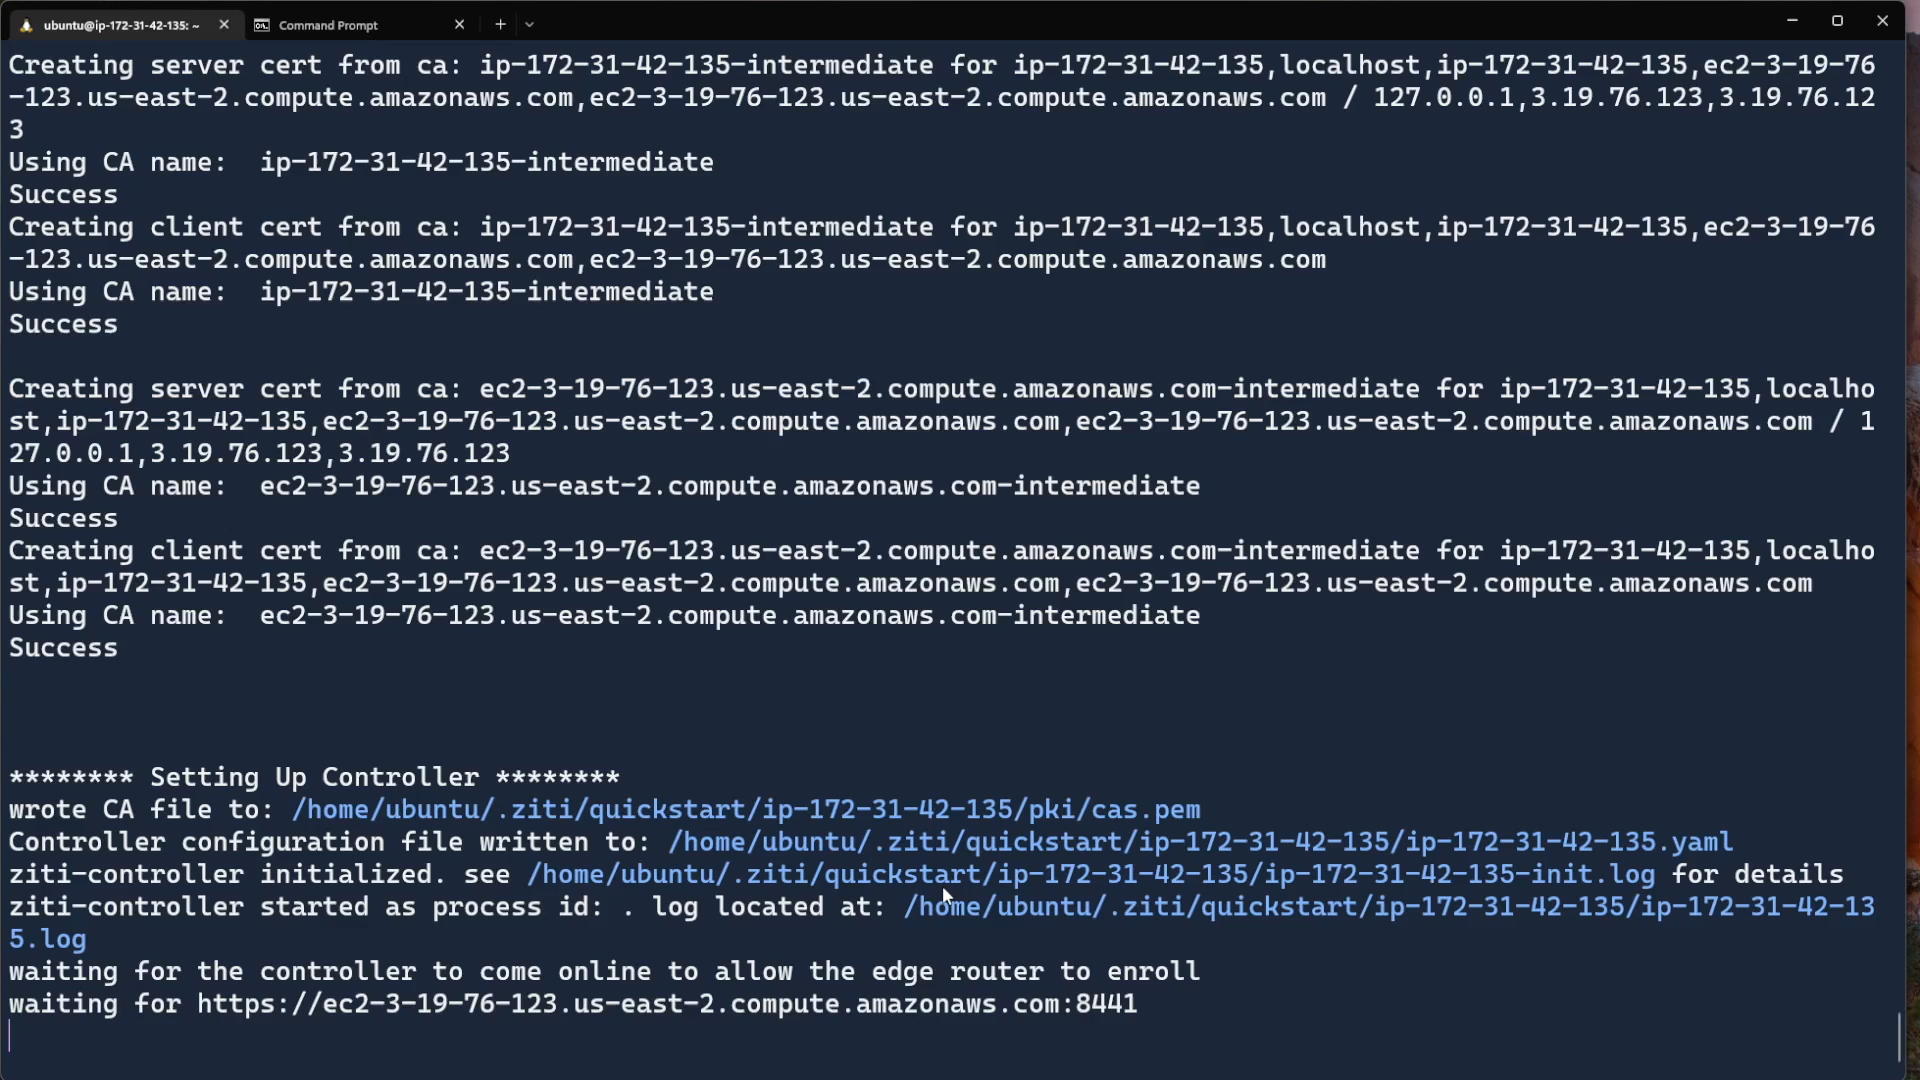 ubuntu@ip-172-31-42-135: ~
Command Prompt
Creating server cert from ca: ip-172-31-42-135-intermediate for ip-172-31-42-135,localhost,ip-172-31-42-135,ec2-3-19-76
-123.us-east-2.compute.amazonaws.com,ec2-3-19-76-123.us-east-2.compute.amazonaws.com / 127.0.0.1,3.19.76.123,3.19.76.12
3
Using CA name:  ip-172-31-42-135-intermediate
Success
Creating client cert from ca: ip-172-31-42-135-intermediate for ip-172-31-42-135,localhost,ip-172-31-42-135,ec2-3-19-76
-123.us-east-2.compute.amazonaws.com,ec2-3-19-76-123.us-east-2.compute.amazonaws.com
Using CA name:  ip-172-31-42-135-intermediate
Success
Creating server cert from ca: ec2-3-19-76-123.us-east-2.compute.amazonaws.com-intermediate for ip-172-31-42-135,localho
st,ip-172-31-42-135,ec2-3-19-76-123.us-east-2.compute.amazonaws.com,ec2-3-19-76-123.us-east-2.compute.amazonaws.com / 1
27.0.0.1,3.19.76.123,3.19.76.123
Using CA name:  ec2-3-19-76-123.us-east-2.compute.amazonaws.com-intermediate
Success
Creating client cert from ca: ec2-3-19-76-123.us-east-2.compute.amazonaws.com-intermediate for ip-172-31-42-135,localho
st,ip-172-31-42-135,ec2-3-19-76-123.us-east-2.compute.amazonaws.com,ec2-3-19-76-123.us-east-2.compute.amazonaws.com
Using CA name:  ec2-3-19-76-123.us-east-2.compute.amazonaws.com-intermediate
Success
******** Setting Up Controller ********
wrote CA file to: /home/ubuntu/.ziti/quickstart/ip-172-31-42-135/pki/cas.pem
Controller configuration file written to: /home/ubuntu/.ziti/quickstart/ip-172-31-42-135/ip-172-31-42-135.yaml
ziti-controller initialized. see /home/ubuntu/.ziti/quickstart/ip-172-31-42-135/ip-172-31-42-135-init.log for details
ziti-controller started as process id: . log located at: /home/ubuntu/.ziti/quickstart/ip-172-31-42-135/ip-172-31-42-13
5.log
waiting for the controller to come online to allow the edge router to enroll
waiting for https://ec2-3-19-76-123.us-east-2.compute.amazonaws.com:8441